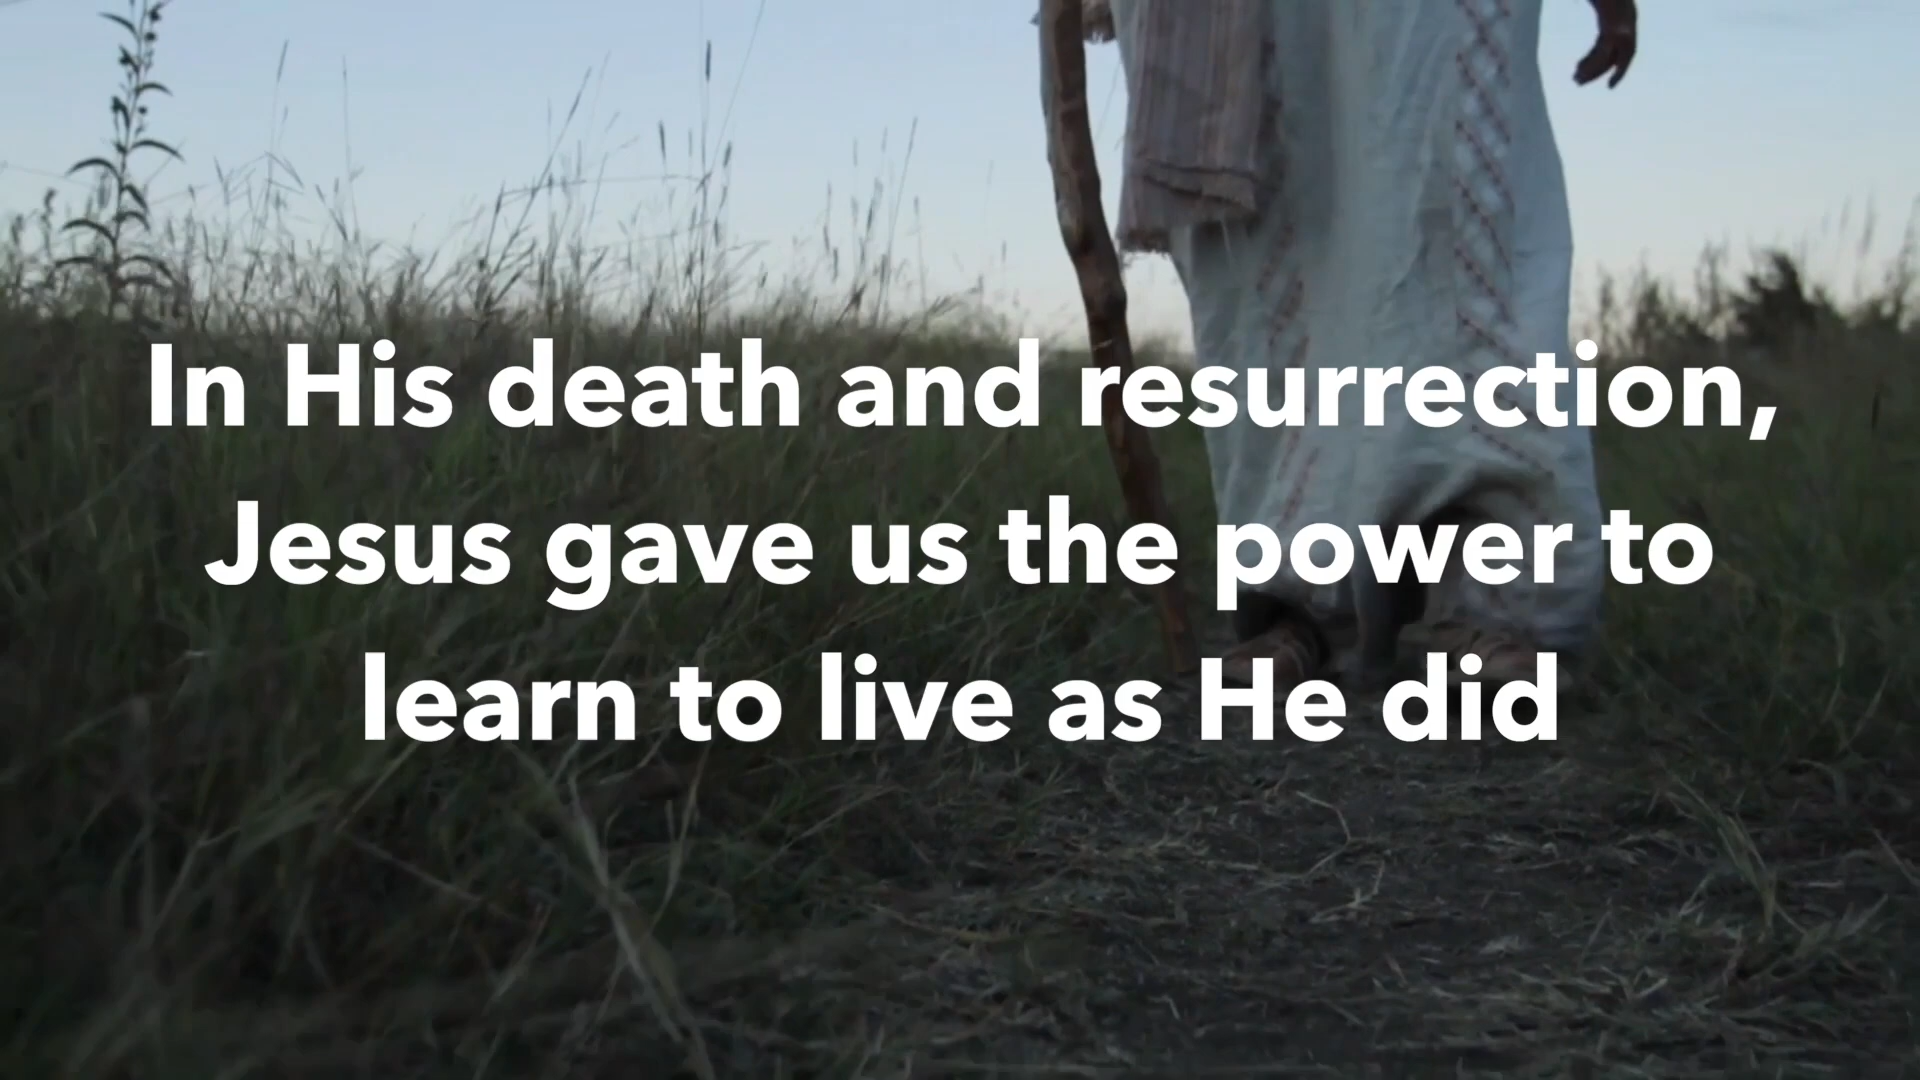 In His death and resurrection,
Jesus gave us the power to
learn to live as He did